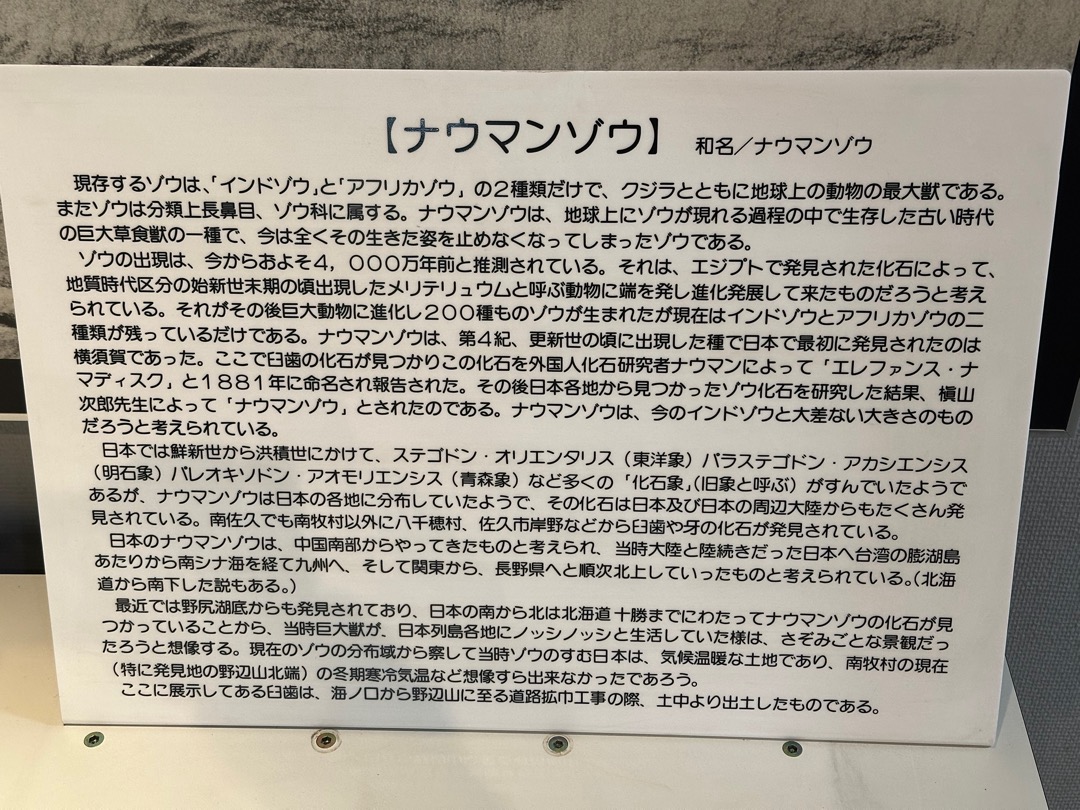 【ナウマンゾウ】 和名／ナウマンゾウ
現存するゾウは、「インドゾウ」と「アフリカゾウ」の２種類だけで、クジラとともに地球上の動物の最大獣である。
またゾウは分類上長鼻目、ゾウ科に属する。ナウマンゾウは、地球上にゾウが現れる過程の中で生存した古い時代
の巨大草食獣の一種で、今は全くその生きた姿を止めなくなってしまったゾウである。
ゾウの出現は、今からおよそ４，０００万年前と推測されている。それは、エジプトで発見された化石によって、
地質時代区分の始新世末期の頃出現したメリテリュウムと呼ぶ動物に端を発し進化発展して来たものだろうと考え
られている。それがその後巨大動物に進化し２００種ものゾウが生まれたが現在はインドゾウとアフリカゾウの二
種類が残っているだけである。ナウマンゾウは、第４紀、更新世の頃に出現した種で日本で最初に発見されたのは
横須賀であった。ここで臼歯の化石が見つかりこの化石を外国人化石研究者ナウマンによって「エレファンス・ナ
マディスク」と１８８１年に命名され報告された。その後日本各地から見つかったゾウ化石を研究した結果、槇山
次郎先生によって「ナウマンゾウ」とされたのである。ナウマンゾウは、今のインドゾウと大差ない大きさのもの
だろうと考えられている。
日本では鮮新世から洪積世にかけて、ステゴドン・オリエンタリス（東洋象）パラステゴドン・アカシエンシス
（明石象）パレオキソドン・アオモリエンシス（青森象）など多くの「化石象」（旧象と呼ぶ）がすんでいたようで
あるが、ナウマンゾウは日本の各地に分布していたようで、その化石は日本及び日本の周辺大陸からもたくさん発
見されている。南佐久でも南牧村以外に八千穂村、佐久市岸野などから臼歯や牙の化石が発見されている。
日本のナウマンゾウは、中国南部からやってきたものと考えられ、当時大陸と陸続きだった日本へ台湾の膨湖島
あたりから南シナ海を経て九州へ、そして関東から、長野県へと順次北上していったものと考えられている。（北海
道から南下した説もある。）
最近では野尻湖底からも発見されており、日本の南から北は北海道十勝までにわたってナウマンゾウの化石が見
つかっていることから、当時巨大獣が、日本列島各地にノッシノッシと生活していた様は、さぞみごとな景観だっ
たろうと想像する。現在のゾウの分布域から察して当時ゾウのすむ日本は、気候温暖な土地であり、南牧村の現在
（特に発見地の野辺山北端）の冬期寒冷気温など想像すら出来なかったであろう。
ここに展示してある臼歯は、海ノ口から野辺山に至る道路拡巾工事の際、土中より出土したものである。